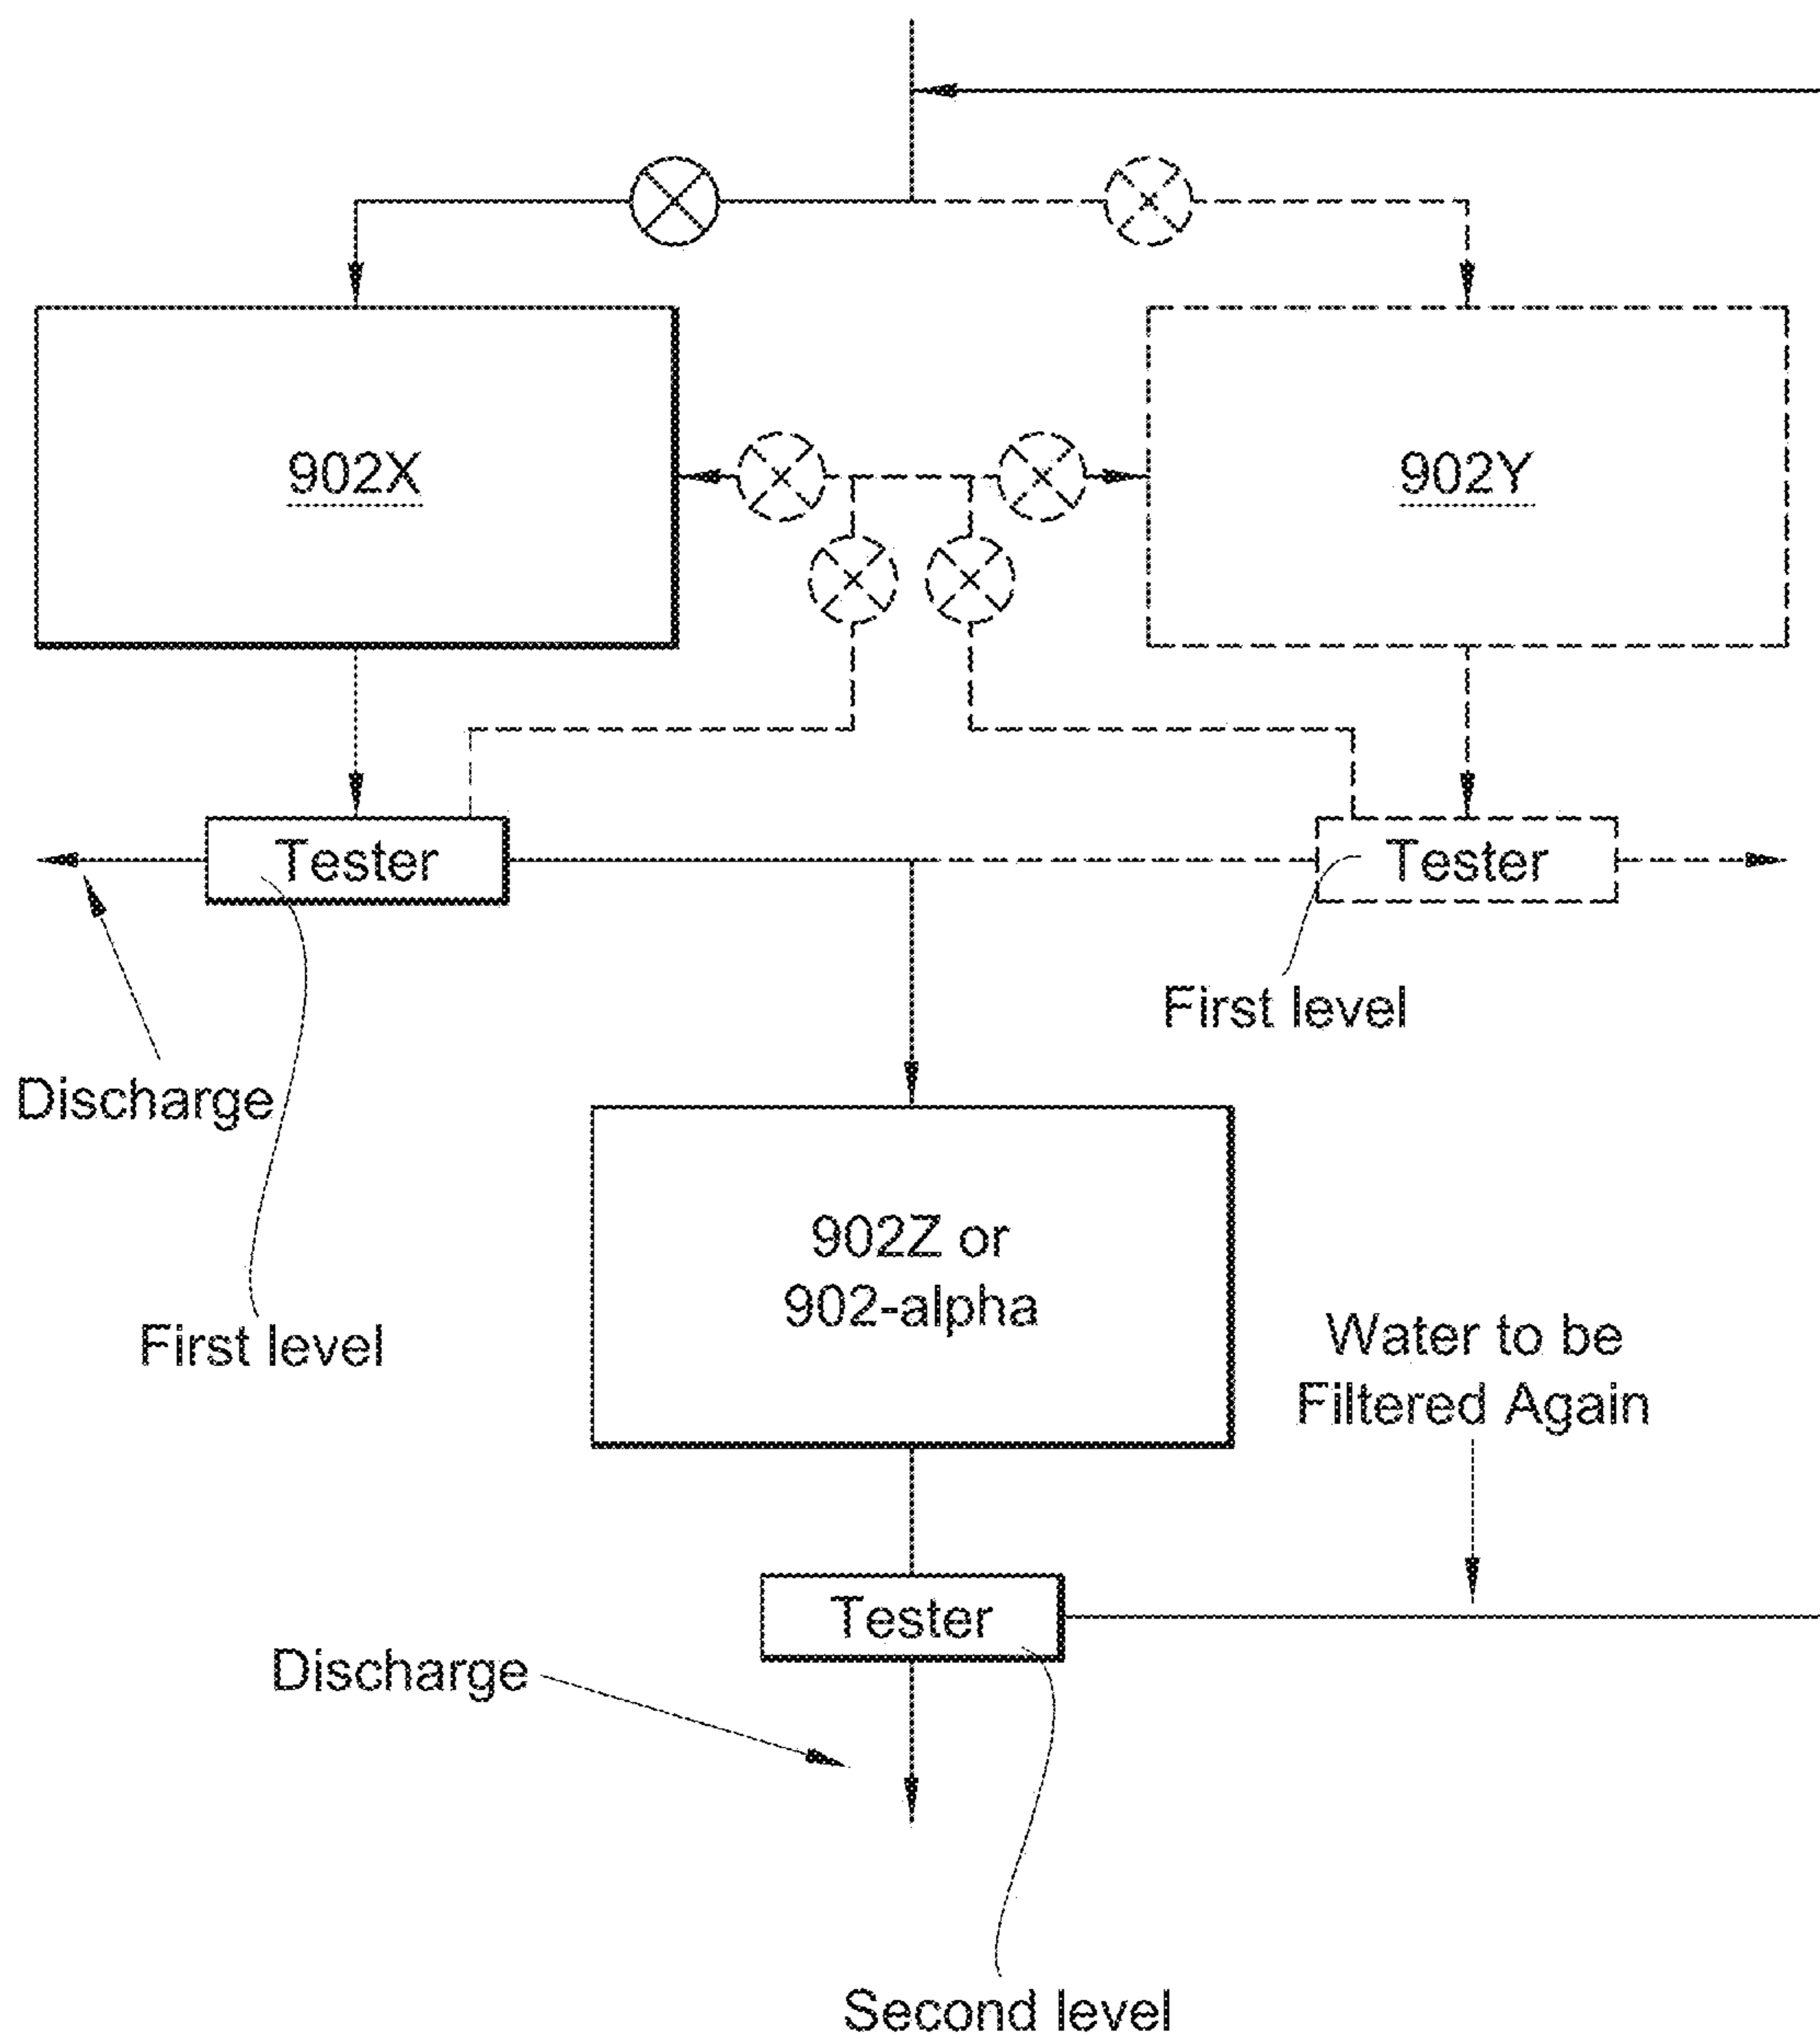 902X
902Y
Tester
Tester
First level
Discharge
902Z or
902-alpha
First level
Water to be
Filtered Again
Tester
Discharge
Second level